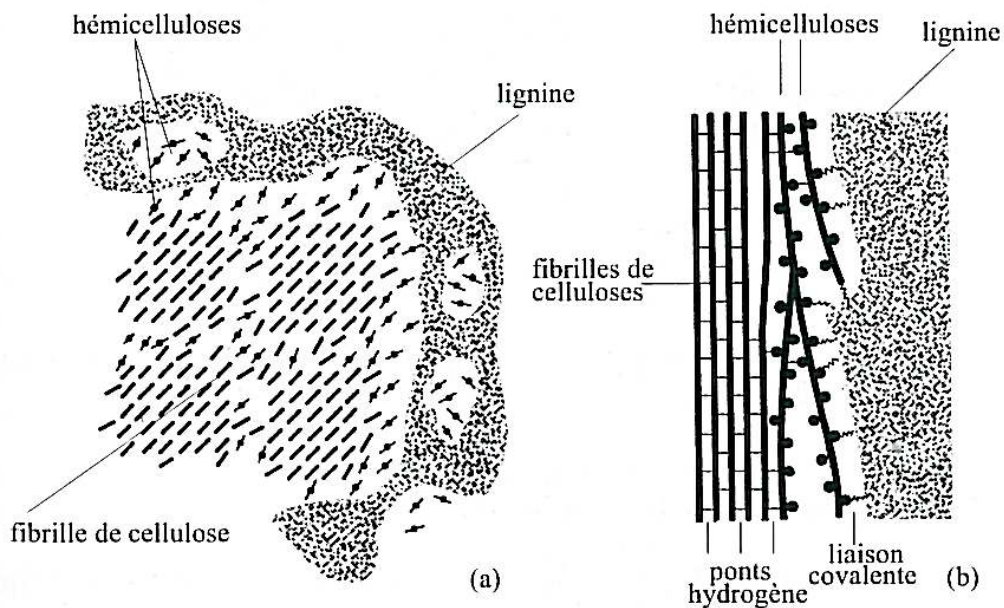 hémicelluloses
lignine
fibrille de cellulose
(a)
hémicelluloses
lignine
fibrilles de
celluloses
ponts
hydrogène
liaison
covalente
(b)